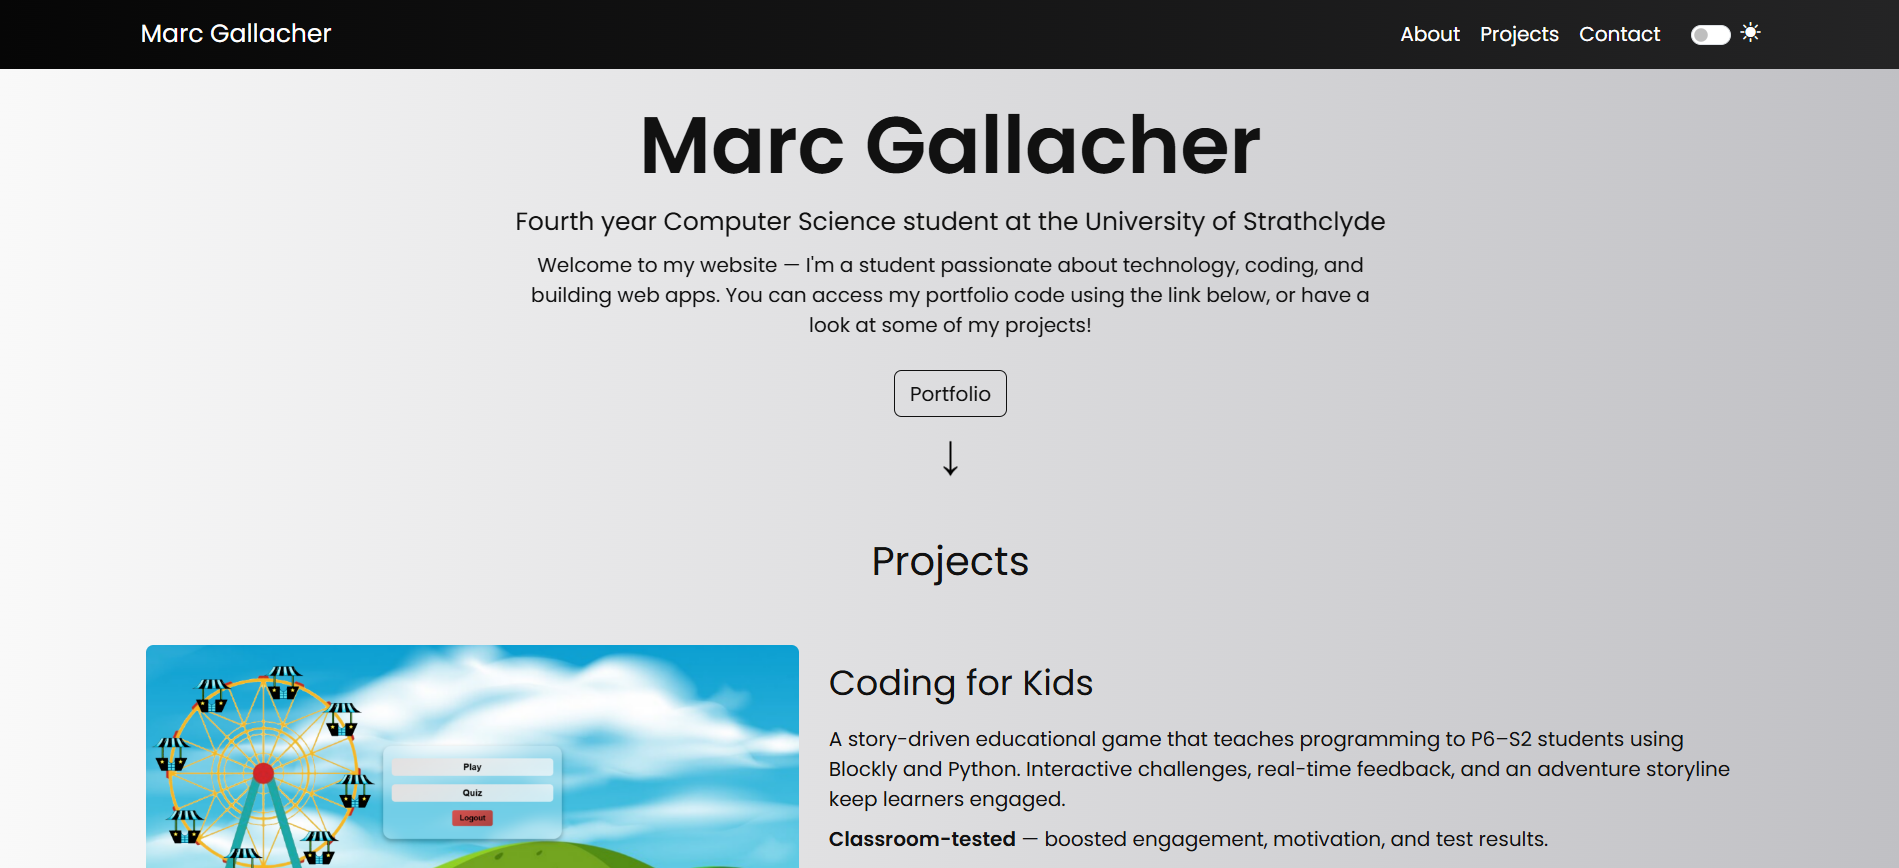 Marc Gallacher
About Projects Contact
Marc Gallacher
Fourth year Computer Science student at the University of Strathclyde
Welcome to my website — I'm a student passionate about technology, coding, and
building web apps. You can access my portfolio code using the link below, or have a
look at some of my projects!
Portfolio
↓
Projects
Play
Quiz
Logout
Coding for Kids
A story-driven educational game that teaches programming to P6–S2 students using
Blockly and Python. Interactive challenges, real-time feedback, and an adventure storyline
keep learners engaged.
Classroom-tested — boosted engagement, motivation, and test results.